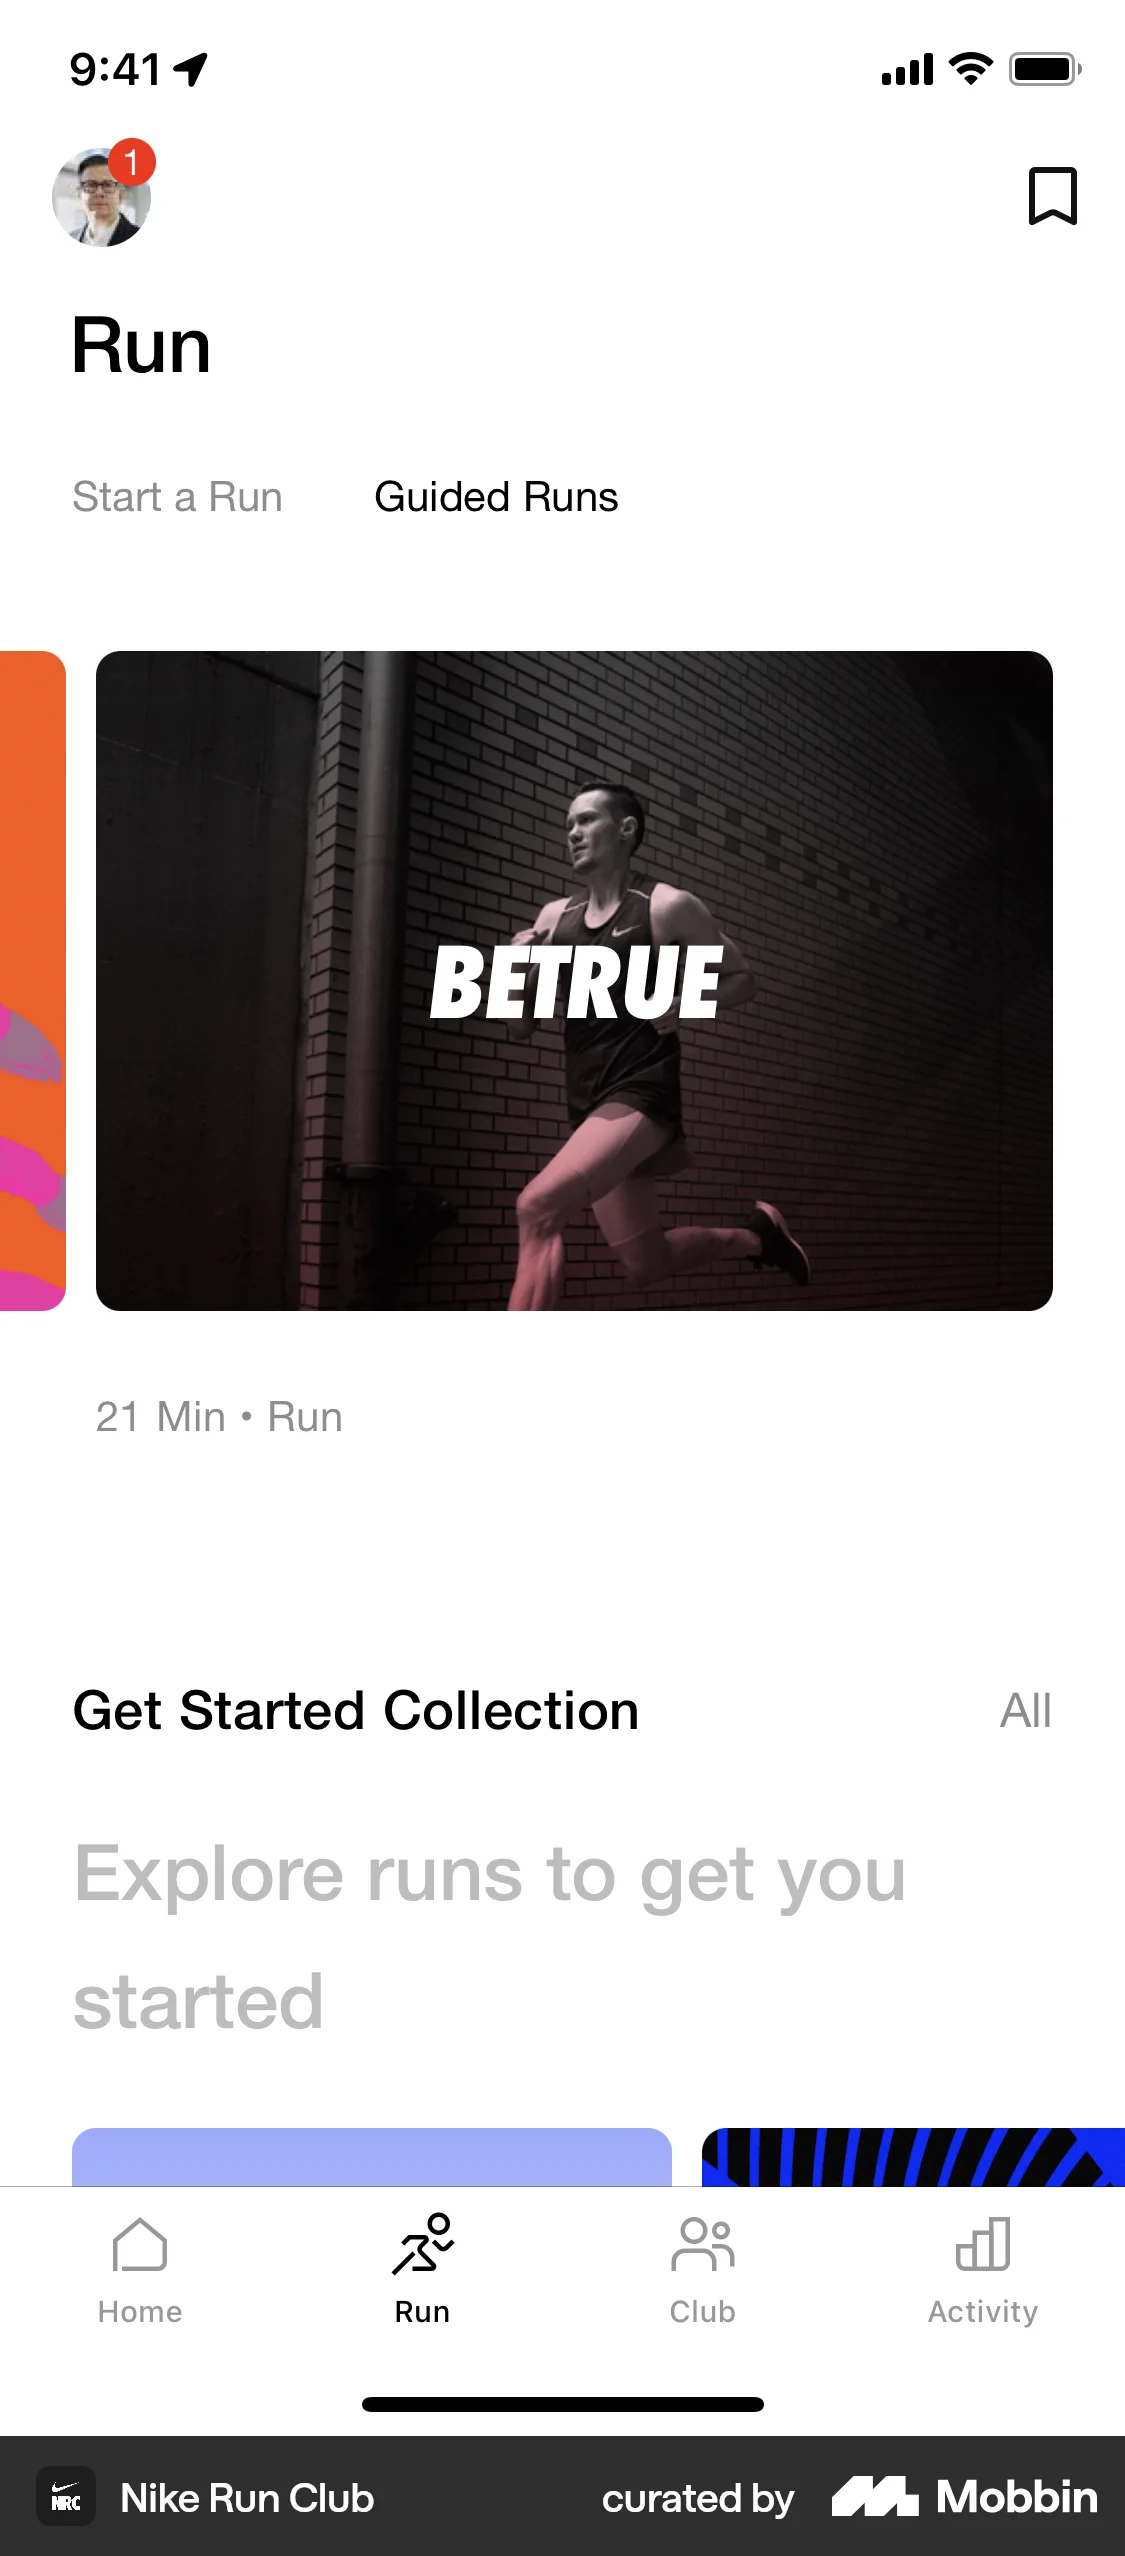 9:41
1
Run
Start a Run Guided Runs
BETRUE
21 Min • Run
Get Started Collection All
Explore runs to get you
started
Home Run Club Activity
NRC Nike Run Club curated by Mobbin